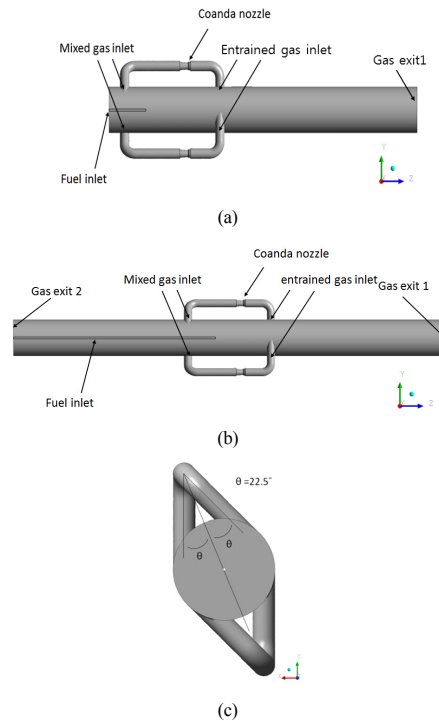 Coanda nozzle
Mixed gas inlet
Entrained gas inlet
Gas exit1
Fuel inlet
Y
Z
(a)
Coanda nozzle
Gas exit 2
Mixed gas inlet
entrained gas inlet
Gas exit 1
Fuel inlet
Y
Z
(b)
θ =22.5˚
θ
θ
(c)